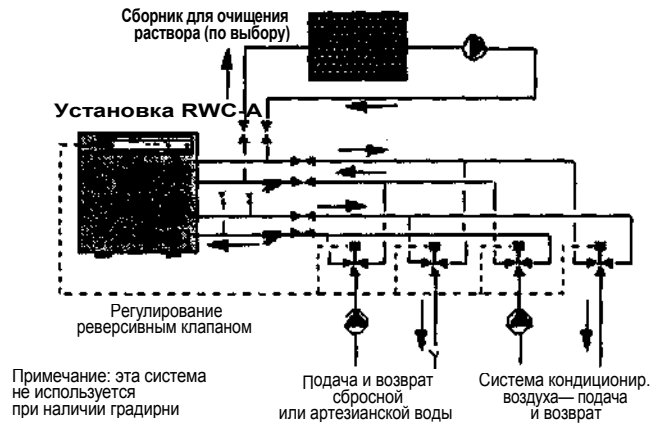 Сборник для очищения
раствора (по выбору)
Установка RWC-A
Регулирование
реверсивным клапаном
Примечание: эта система
не используется
при наличии градирни
Подача и возврат
сбросной
или артезианской воды
Система кондиционир.
воздуха— подача
и возврат